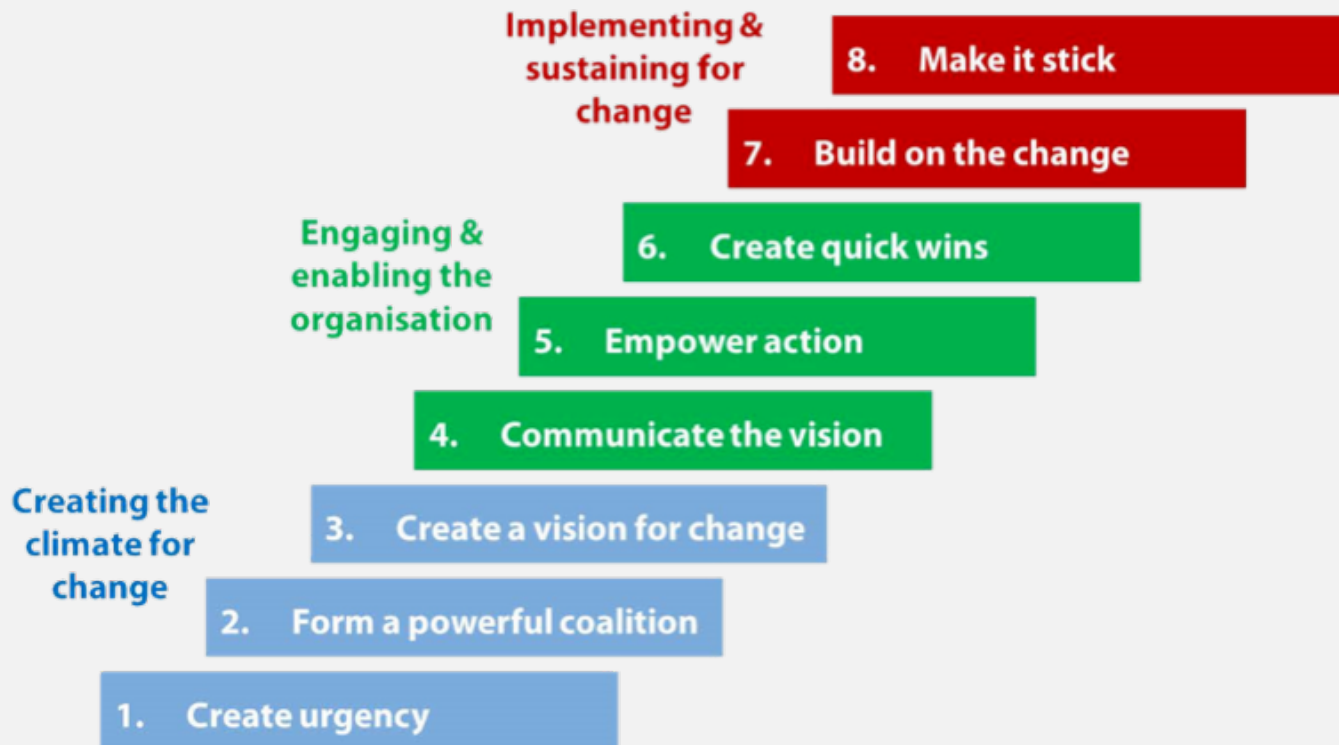 Implementing &
sustaining for
change
8. Make it stick
7. Build on the change
Engaging &
enabling the
organisation
6. Create quick wins
5. Empower action
4. Communicate the vision
Creating the
climate for
change
3. Create a vision for change
2. Form a powerful coalition
1. Create urgency